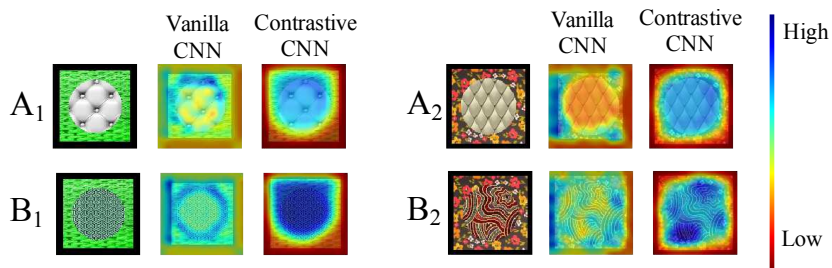 Vanilla CNN
Contrastive CNN
Vanilla CNN
Contrastive CNN
High
A₁
A₂
B₁
B₂
Low